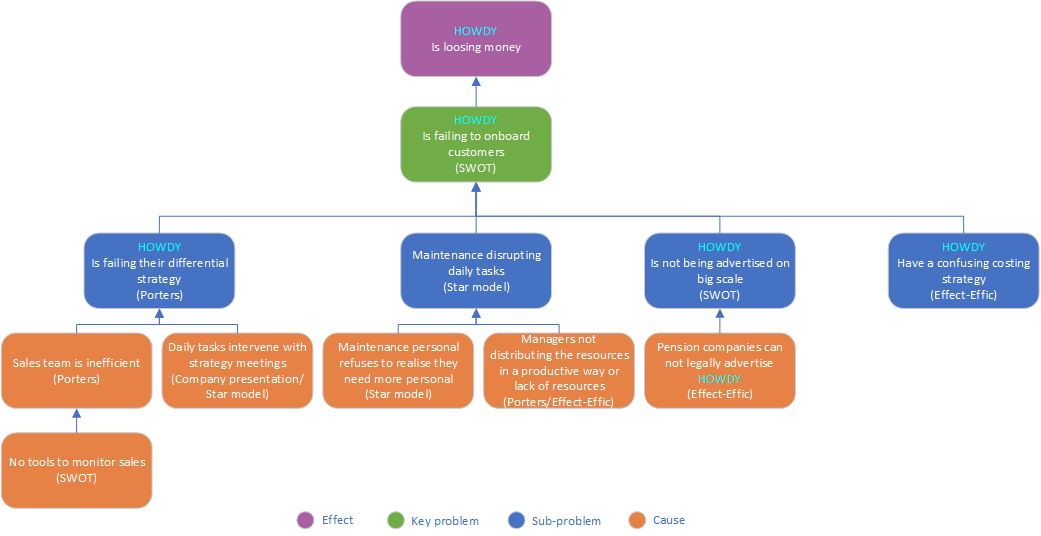 HOWDY
Is loosing money
HOWDY
Is failing to onboard
customers
(SWOT)
HOWDY
Is failing their differential
strategy
(Porters)
Maintenance disrupting
daily tasks
(Star model)
HOWDY
Is not being advertised on
big scale
(SWOT)
HOWDY
Have a confusing costing
strategy
(Effect-Effic)
Sales team is inefficient
(Porters)
Daily tasks intervene with
strategy meetings
(Company presentation/
Star model)
Maintenance personal
refuses to realise they
need more personal
(Star model)
Managers not
distributing the resources
in a productive way or
lack of resources
(Porters/Effect-Effic)
Pension companies can
not legally advertise
HOWDY
(Effect-Effic)
No tools to monitor sales
(SWOT)
Effect
Key problem
Sub-problem
Cause